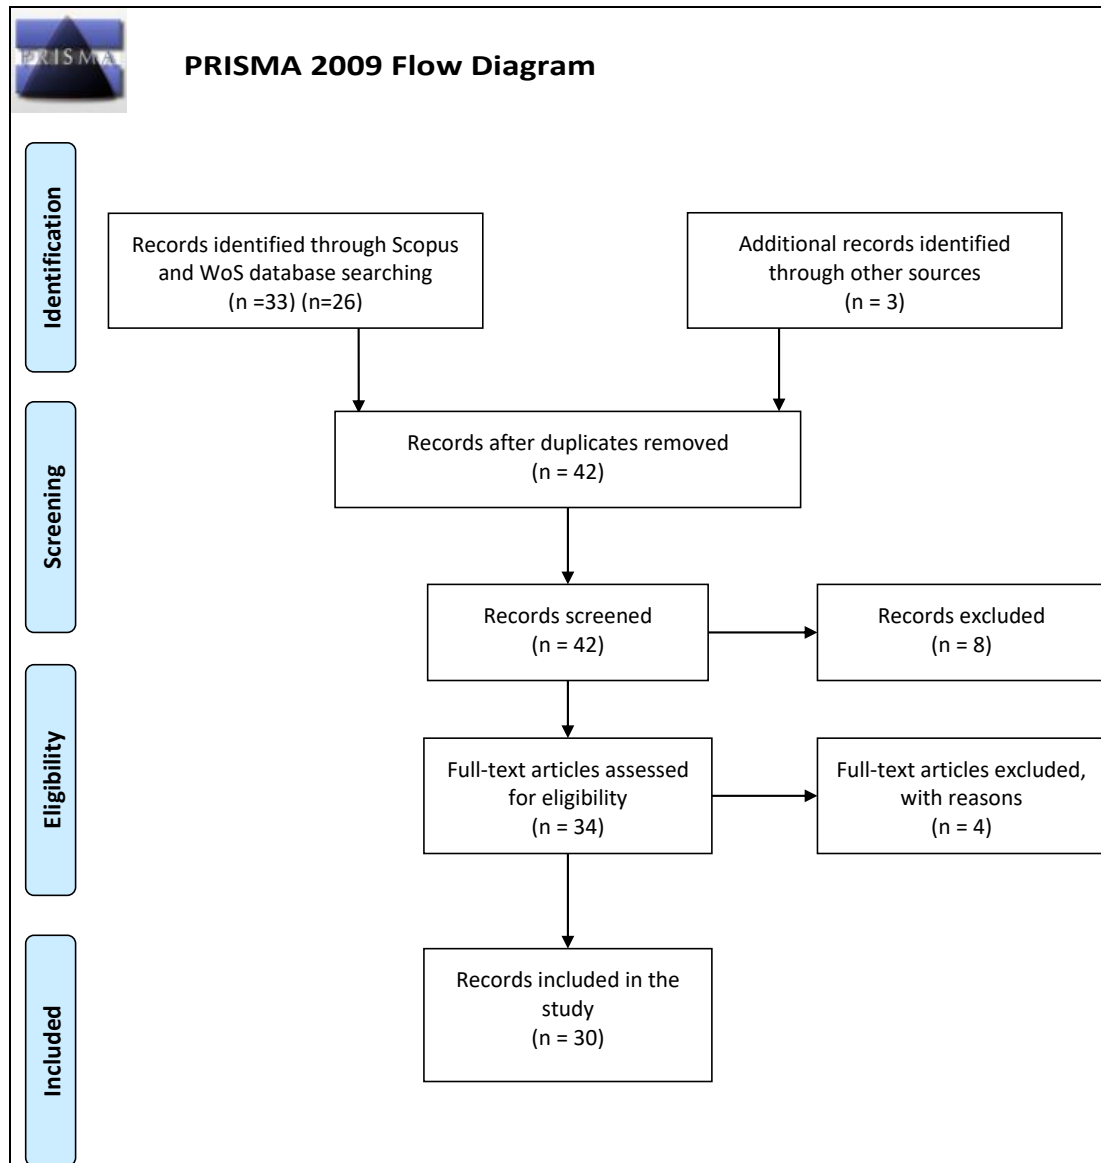 PRISMA
PRISMA 2009 Flow Diagram
Identification
Records identified through Scopus
and WoS database searching
(n =33) (n=26)
Additional records identified
through other sources
(n = 3)
Screening
Records after duplicates removed
(n = 42)
Records screened
(n = 42)
Records excluded
(n = 8)
Eligibility
Full-text articles assessed
for eligibility
(n = 34)
Full-text articles excluded,
with reasons
(n = 4)
Included
Records included in the
study
(n = 30)